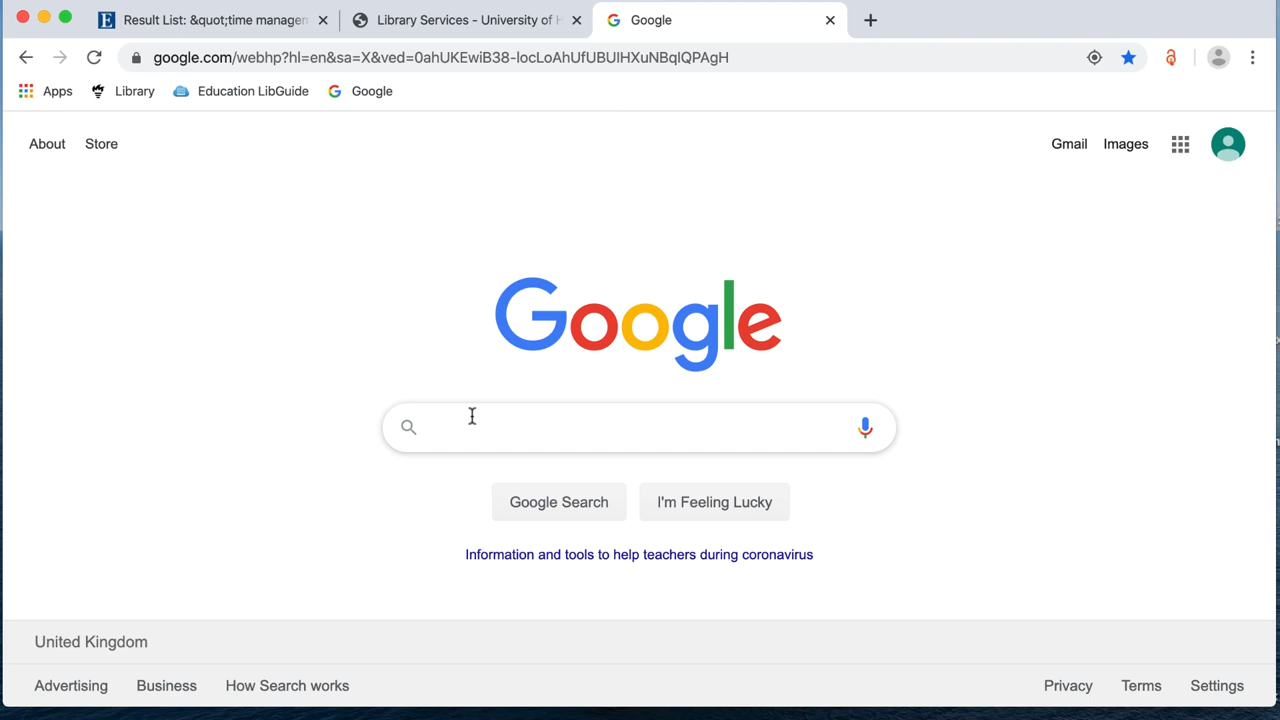 Result List: &quot;time managen
Library Services - University of H
Google
google.com/webhp?hl=en&sa=X&ved=0ahUKEwiB38-locLoAhUfUBUIHXuNBqIQPAgH
Apps
Library
Education LibGuide
Google
About
Store
Gmail
Images
Google
Google Search
I'm Feeling Lucky
Information and tools to help teachers during coronavirus
United Kingdom
Advertising
Business
How Search works
Privacy
Terms
Settings